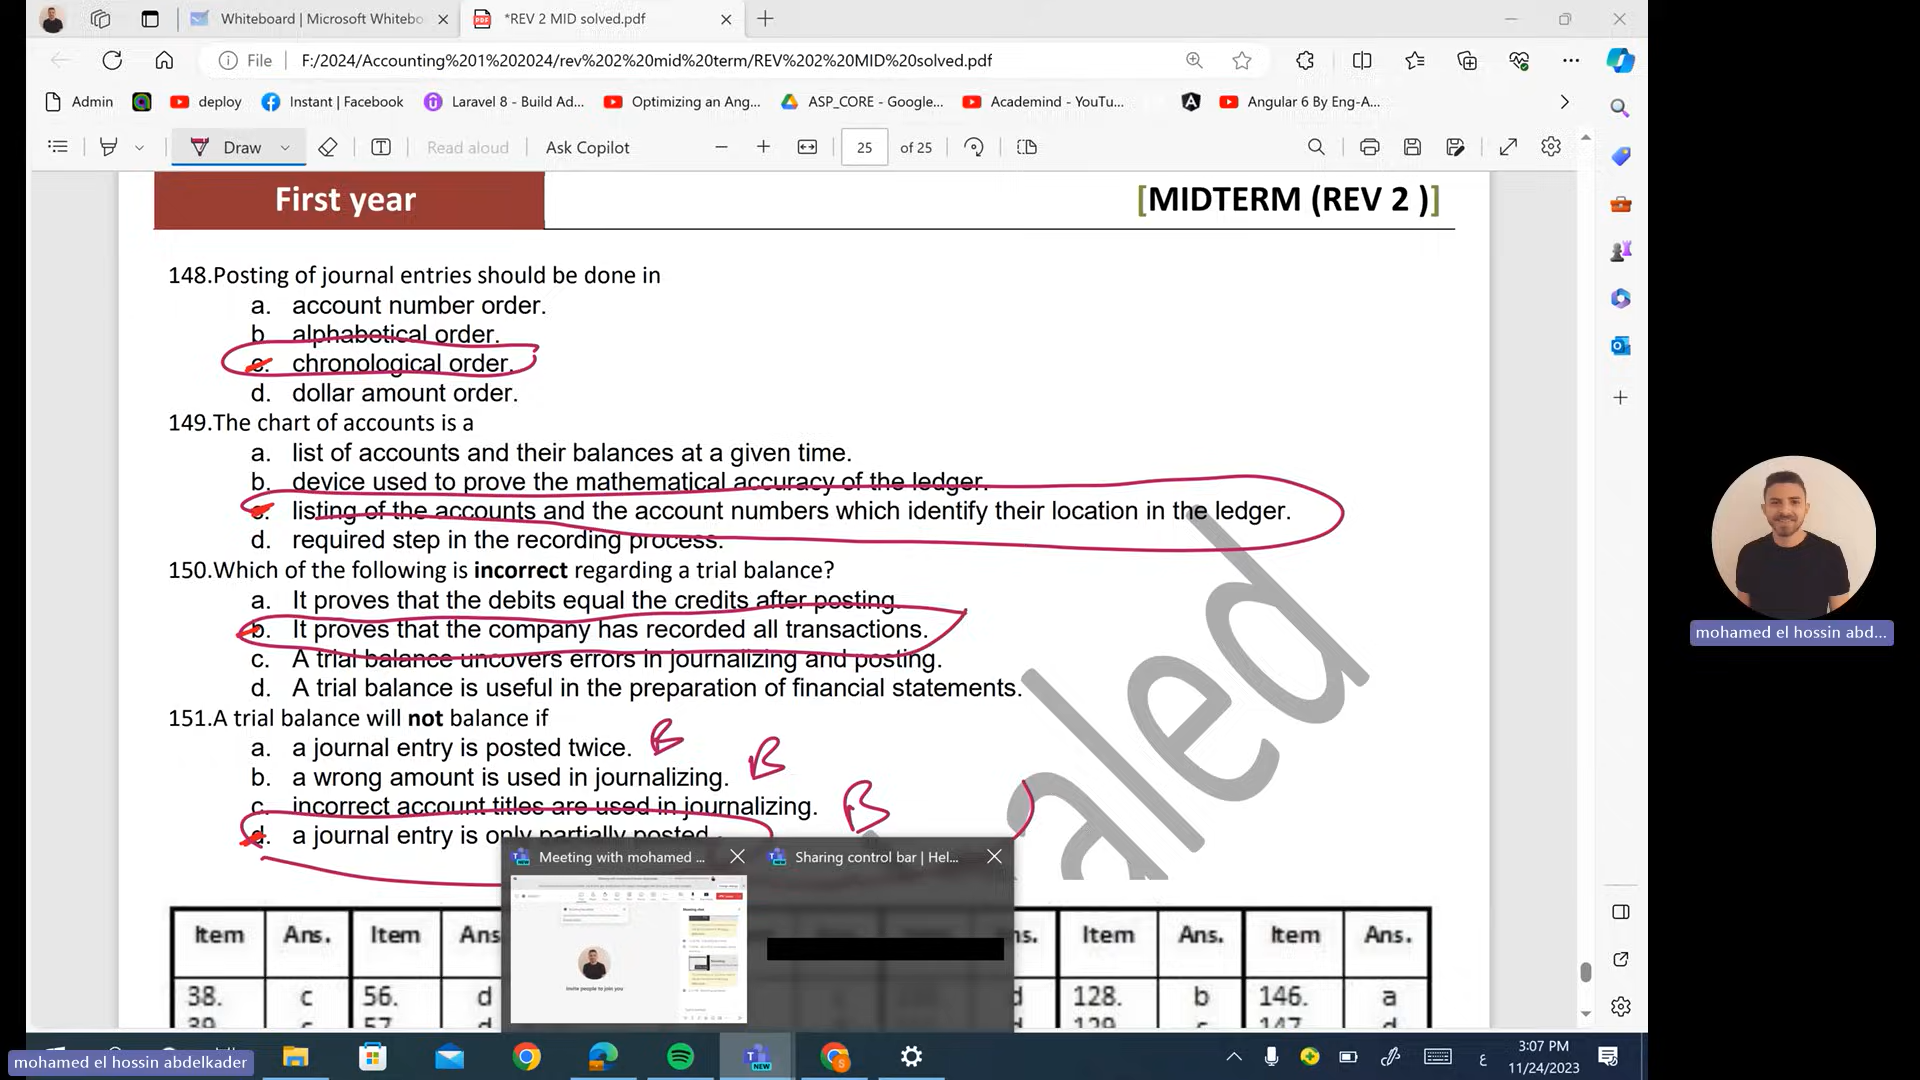 Whiteboard | Microsoft Whitebo
*REV 2 MID solved.pdf
File F:/2024/Accounting%201%202024/rev%202%20mid%20term/REV%202%20MID%20solved.pdf
Admin deploy Instant | Facebook Laravel 8 - Build Ad... Optimizing an Ang... ASP_CORE - Google... Academind - YouTu... Angular 6 By Eng-A...
Draw Read aloud Ask Copilot 25 of 25
First year [MIDTERM (REV 2 )]
148.Posting of journal entries should be done in
a. account number order.
b. alphabetical order.
c. chronological order.
d. dollar amount order.
149.The chart of accounts is a
a. list of accounts and their balances at a given time.
b. device used to prove the mathematical accuracy of the ledger.
c. listing of the accounts and the account numbers which identify their location in the ledger.
d. required step in the recording process.
150.Which of the following is incorrect regarding a trial balance?
a. It proves that the debits equal the credits after posting.
b. It proves that the company has recorded all transactions.
c. A trial balance uncovers errors in journalizing and posting.
d. A trial balance is useful in the preparation of financial statements.
151.A trial balance will not balance if
a. a journal entry is posted twice. B
b. a wrong amount is used in journalizing. B
c. incorrect account titles are used in journalizing. B
d. a journal entry is only partially posted.
aled
Meeting with mohamed ...
Sharing control bar | Hel...
Invite people to join you
Item Ans. Item Ans ns. Item Ans. Item Ans.
38. c 56. d d 128. b 146. a
39. c 57. d 129. c 147. d
mohamed el hossin abd...
mohamed el hossin abdelkader
NEW
ع
3:07 PM
11/24/2023